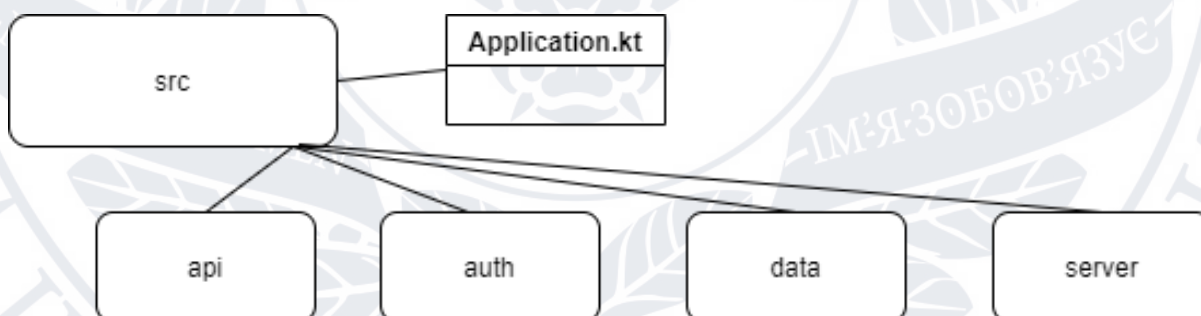 Application.kt
src
ІМ'Я·ЗОБОВ'ЯЗУЄ
api
auth
data
server